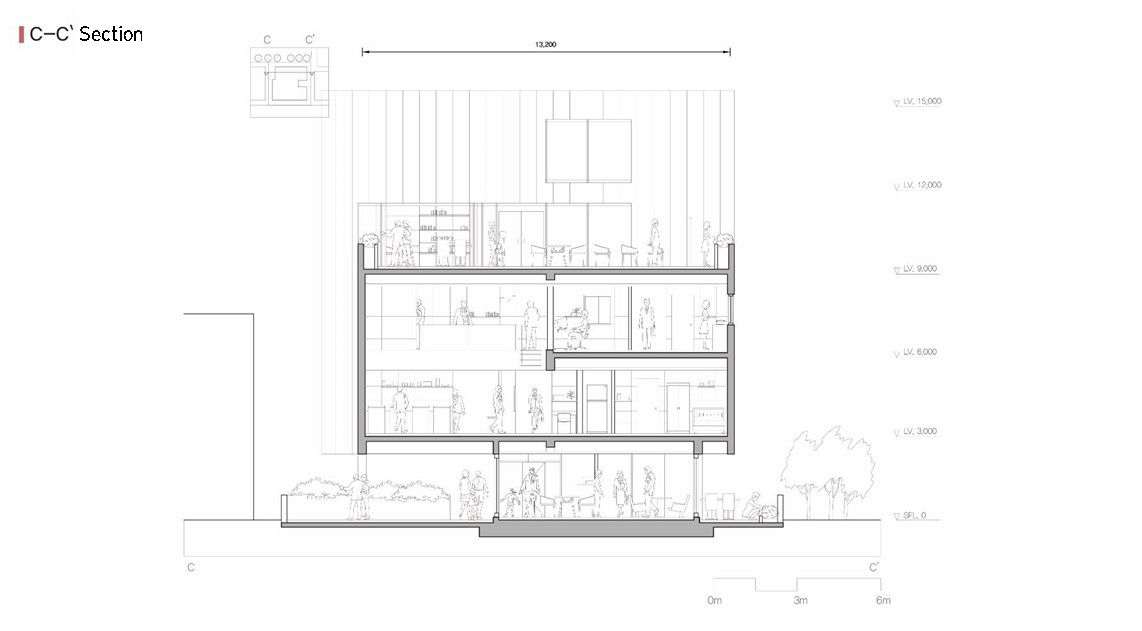 C-C' Section
C C'
13,200
LV. 15,000
LV. 12,000
LV. 9,000
LV. 6,000
LV. 3,000
SFL. 0
C C'
0m 3m 6m